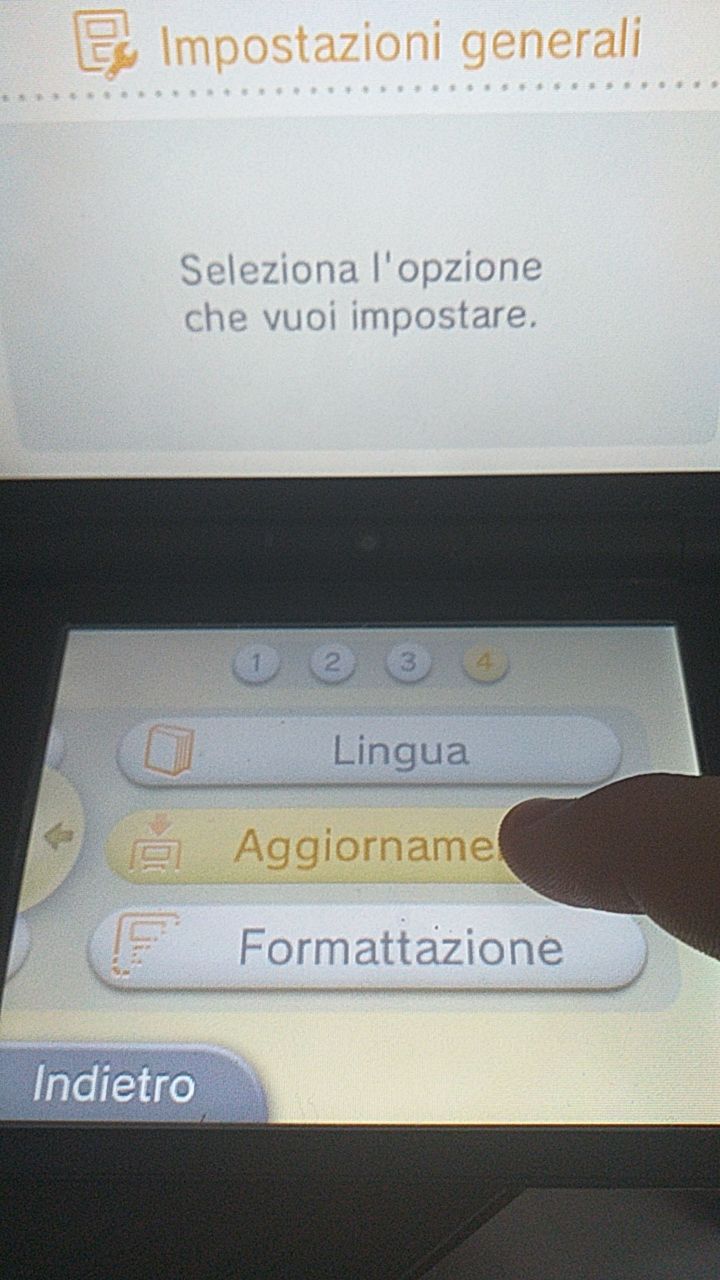 Impostazioni generali
Seleziona l'opzione
che vuoi impostare.
1 2 3 4
Lingua
Formattazione
Indietro